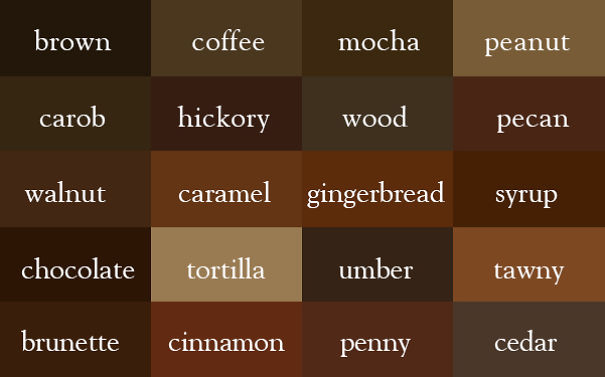 brown coffee mocha peanut
carob hickory wood pecan
walnut caramel gingerbread syrup
chocolate tortilla umber tawny
brunette cinnamon penny cedar